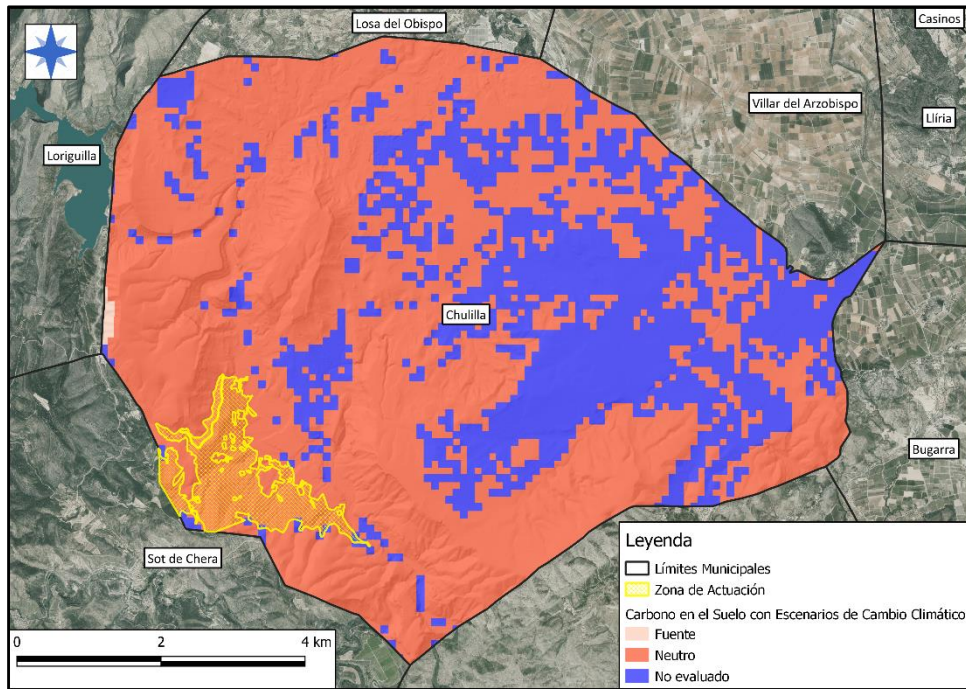 Losa del Obispo
Casinos
Villar del Arzobispo
Llíria
Loriguilla
Chulilla
Bugarra
Sot de Chera
Leyenda
Límites Municipales
Zona de Actuación
Carbono en el Suelo con Escenarios de Cambio Climático
Fuente
Neutro
No evaluado
0 2 4 km